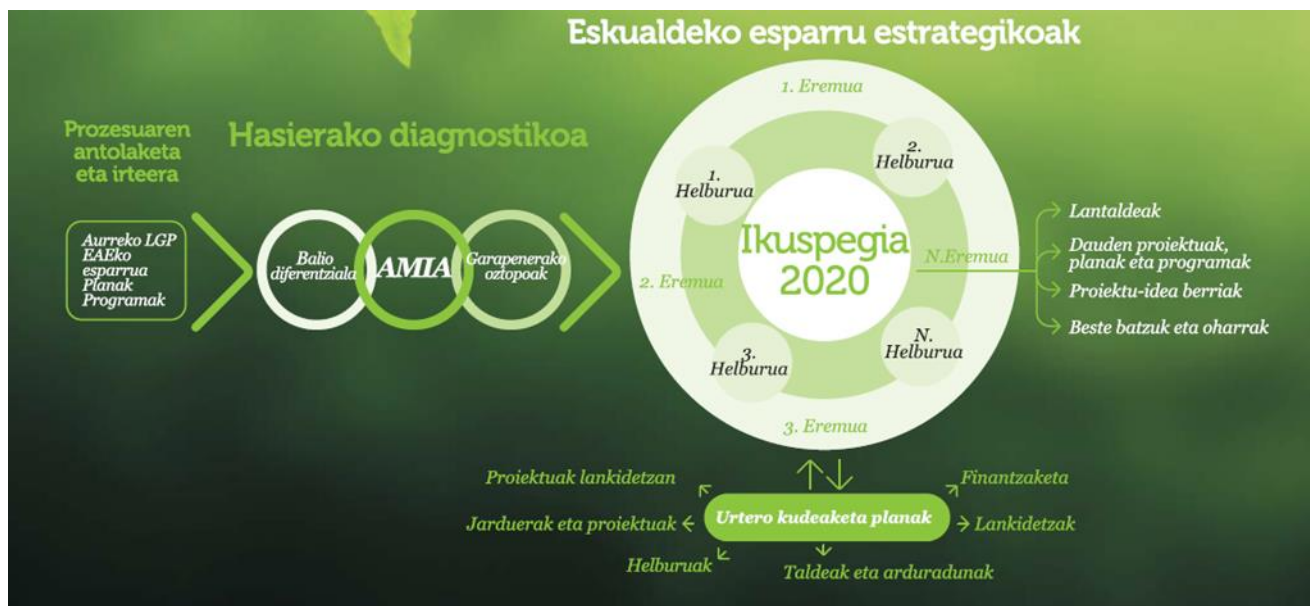 Eskualdeko esparru estrategikoak
Prozesuaren
antolaketa
eta irteera
Hasierako diagnostikoa
Aurreko LGP
EAEko
esparrua
Planak
Programak
Balio
diferentziala
AMIA
Garapenerako
oztopoak
1. Eremua
2.
Helburua
1.
Helburua
Ikuspegia
2020
N.Eremua
2. Eremua
N.
Helburua
3.
Helburua
3. Eremua
Lantaldeak
Dauden proiektuak,
planak eta programak
Proiektu-idea berriak
Beste batzuk eta oharrak
Proiektuak lankidetzan
Finantzaketa
Jarduerak eta proiektuak
Urtero kudeaketa planak
Lankidetzak
Helburuak
Taldeak eta arduradunak